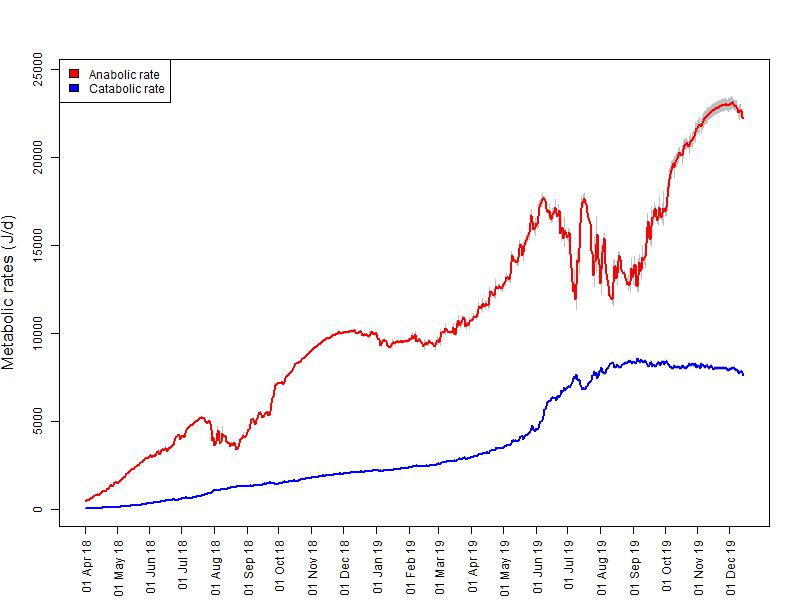 Anabolic rate
Catabolic rate
Metabolic rates (J/d)
25000
20000
15000
10000
5000
0
01 Apr 18
01 May 18
01 Jun 18
01 Jul 18
01 Aug 18
01 Sep 18
01 Oct 18
01 Nov 18
01 Dec 18
01 Jan 19
01 Feb 19
01 Mar 19
01 Apr 19
01 May 19
01 Jun 19
01 Jul 19
01 Aug 19
01 Sep 19
01 Oct 19
01 Nov 19
01 Dec 19